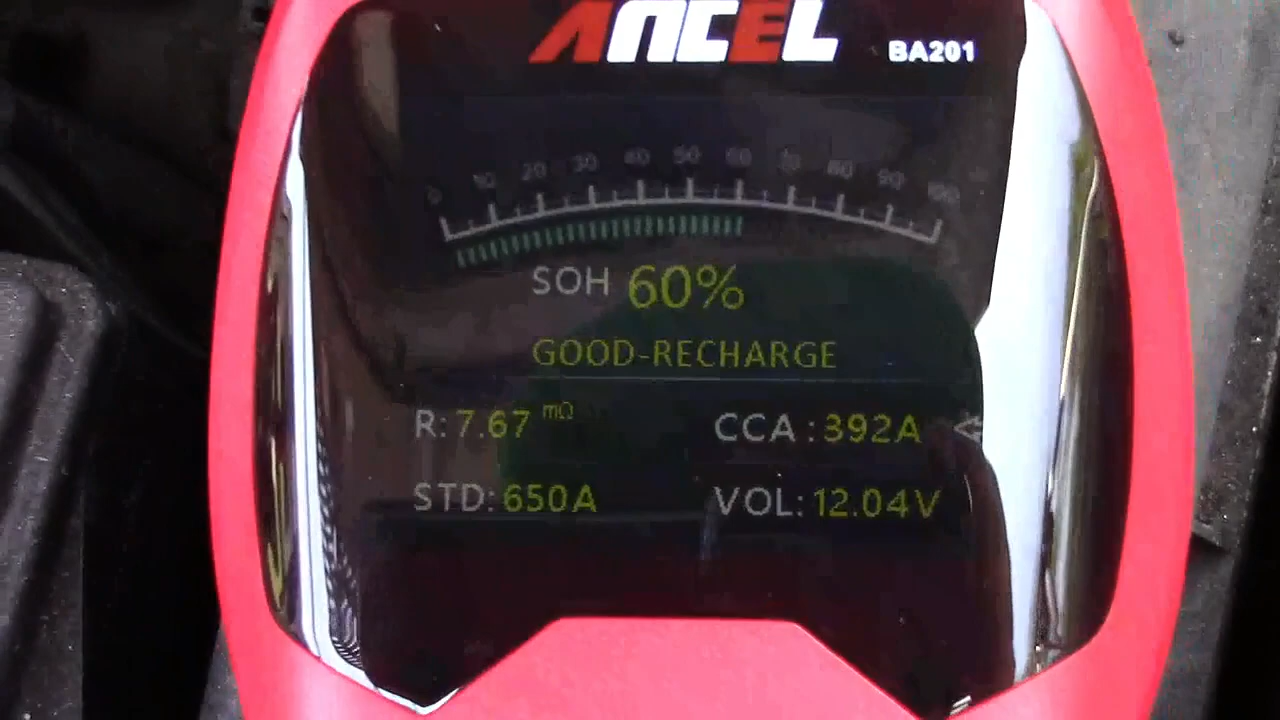 ANCEL
BA201
0 10 20 30 40 50 60 70 80 90 100
SOH 60%
GOOD-RECHARGE
R: 7.67 mΩ
CCA : 392A
STD: 650A
VOL: 12.04V